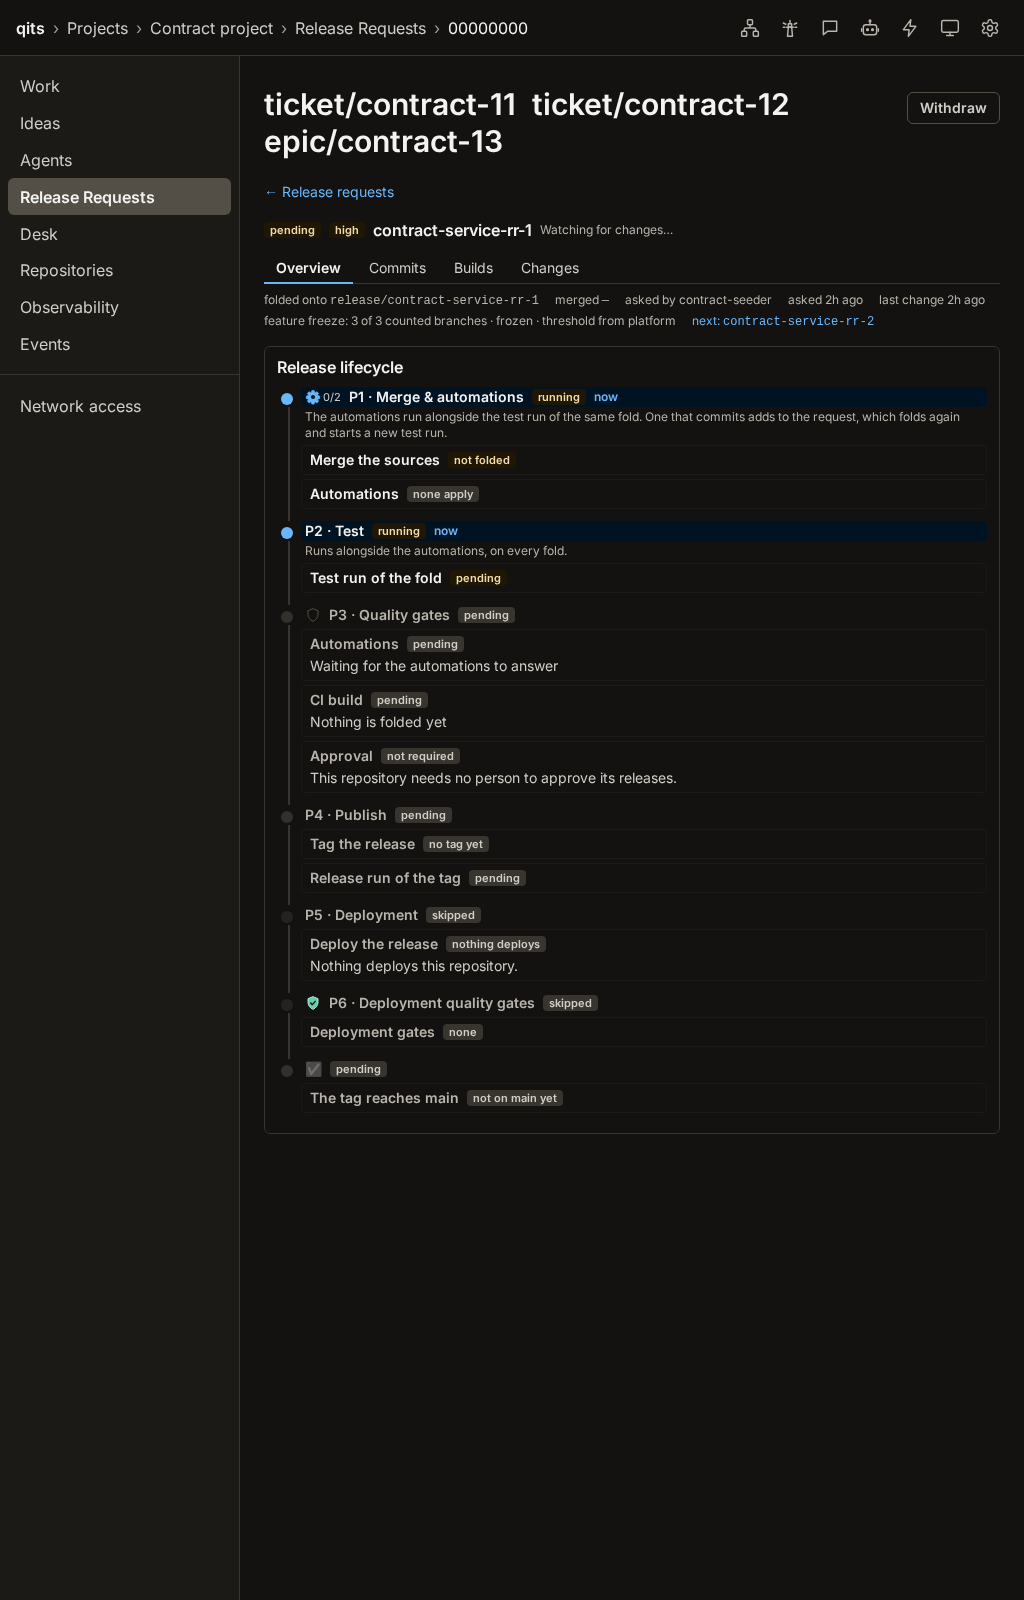 qits › Projects › Contract project › Release Requests › 00000000
Work
Ideas
Agents
Release Requests
Desk
Repositories
Observability
Events
Network access
ticket/contract-11 ticket/contract-12
epic/contract-13
Withdraw
← Release requests
pending high contract-service-rr-1 Watching for changes…
Overview Commits Builds Changes
folded onto release/contract-service-rr-1 merged — asked by contract-seeder asked 2h ago last change 2h ago
feature freeze: 3 of 3 counted branches · frozen · threshold from platform next: contract-service-rr-2
Release lifecycle
0/2 P1 · Merge & automations running now
The automations run alongside the test run of the same fold. One that commits adds to the request, which folds again
and starts a new test run.
Merge the sources not folded
Automations none apply
P2 · Test running now
Runs alongside the automations, on every fold.
Test run of the fold pending
P3 · Quality gates pending
Automations pending
Waiting for the automations to answer
CI build pending
Nothing is folded yet
Approval not required
This repository needs no person to approve its releases.
P4 · Publish pending
Tag the release no tag yet
Release run of the tag pending
P5 · Deployment skipped
Deploy the release nothing deploys
Nothing deploys this repository.
P6 · Deployment quality gates skipped
Deployment gates none
pending
The tag reaches main not on main yet